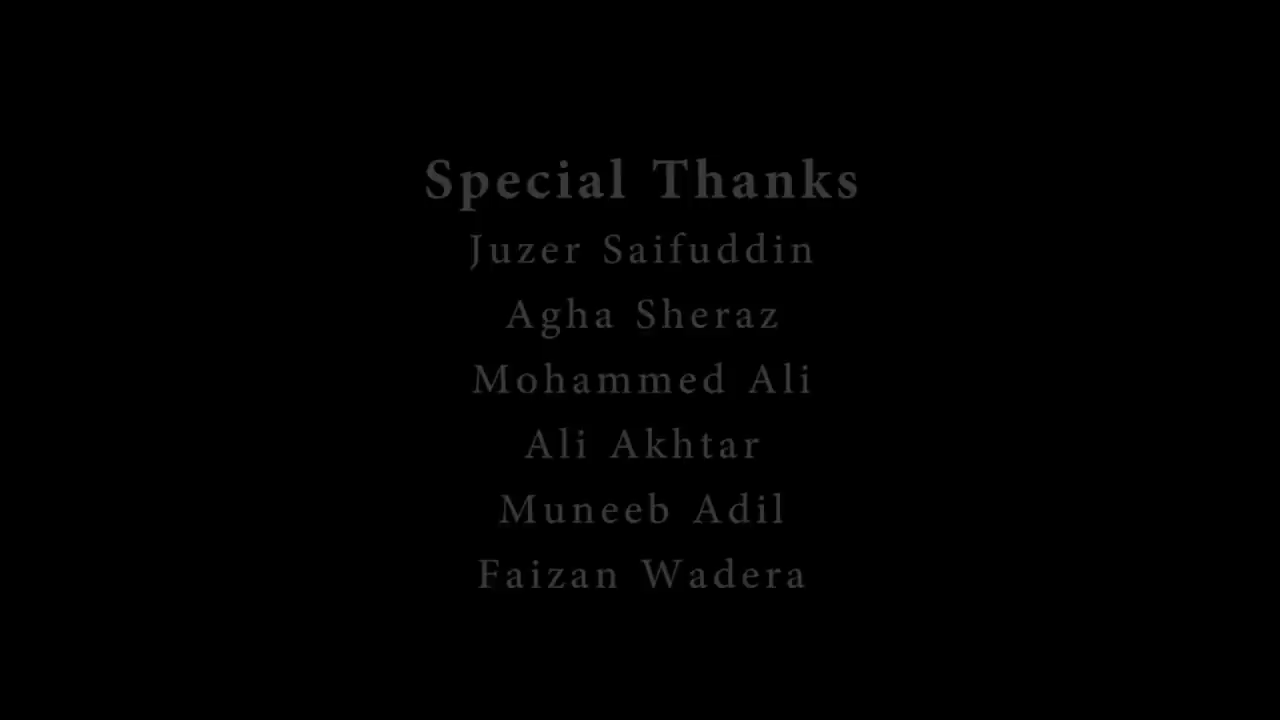 Special Thanks
Juzer Saifuddin
Agha Sheraz
Mohammed Ali
Ali Akhtar
Muneeb Adil
Faizan Wadera